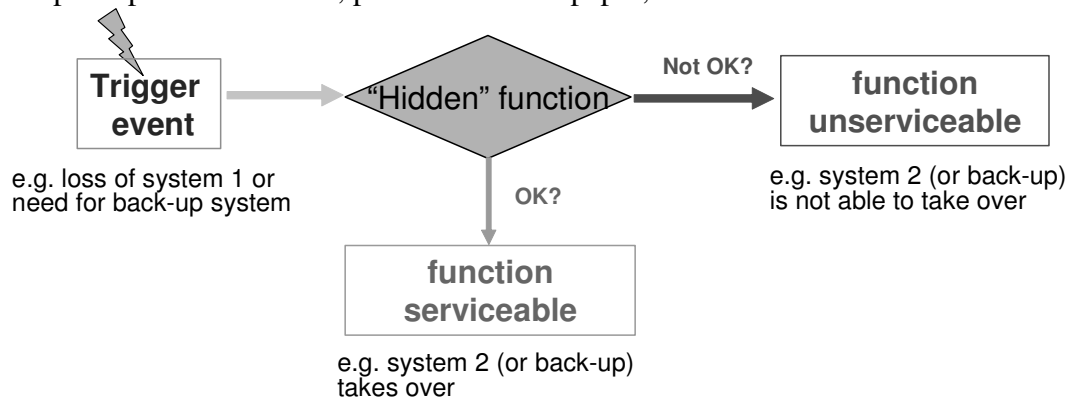 Trigger
event
e.g. loss of system 1 or
need for back-up system
“Hidden” function
Not OK?
function
unserviceable
e.g. system 2 (or back-up)
is not able to take over
OK?
function
serviceable
e.g. system 2 (or back-up)
takes over